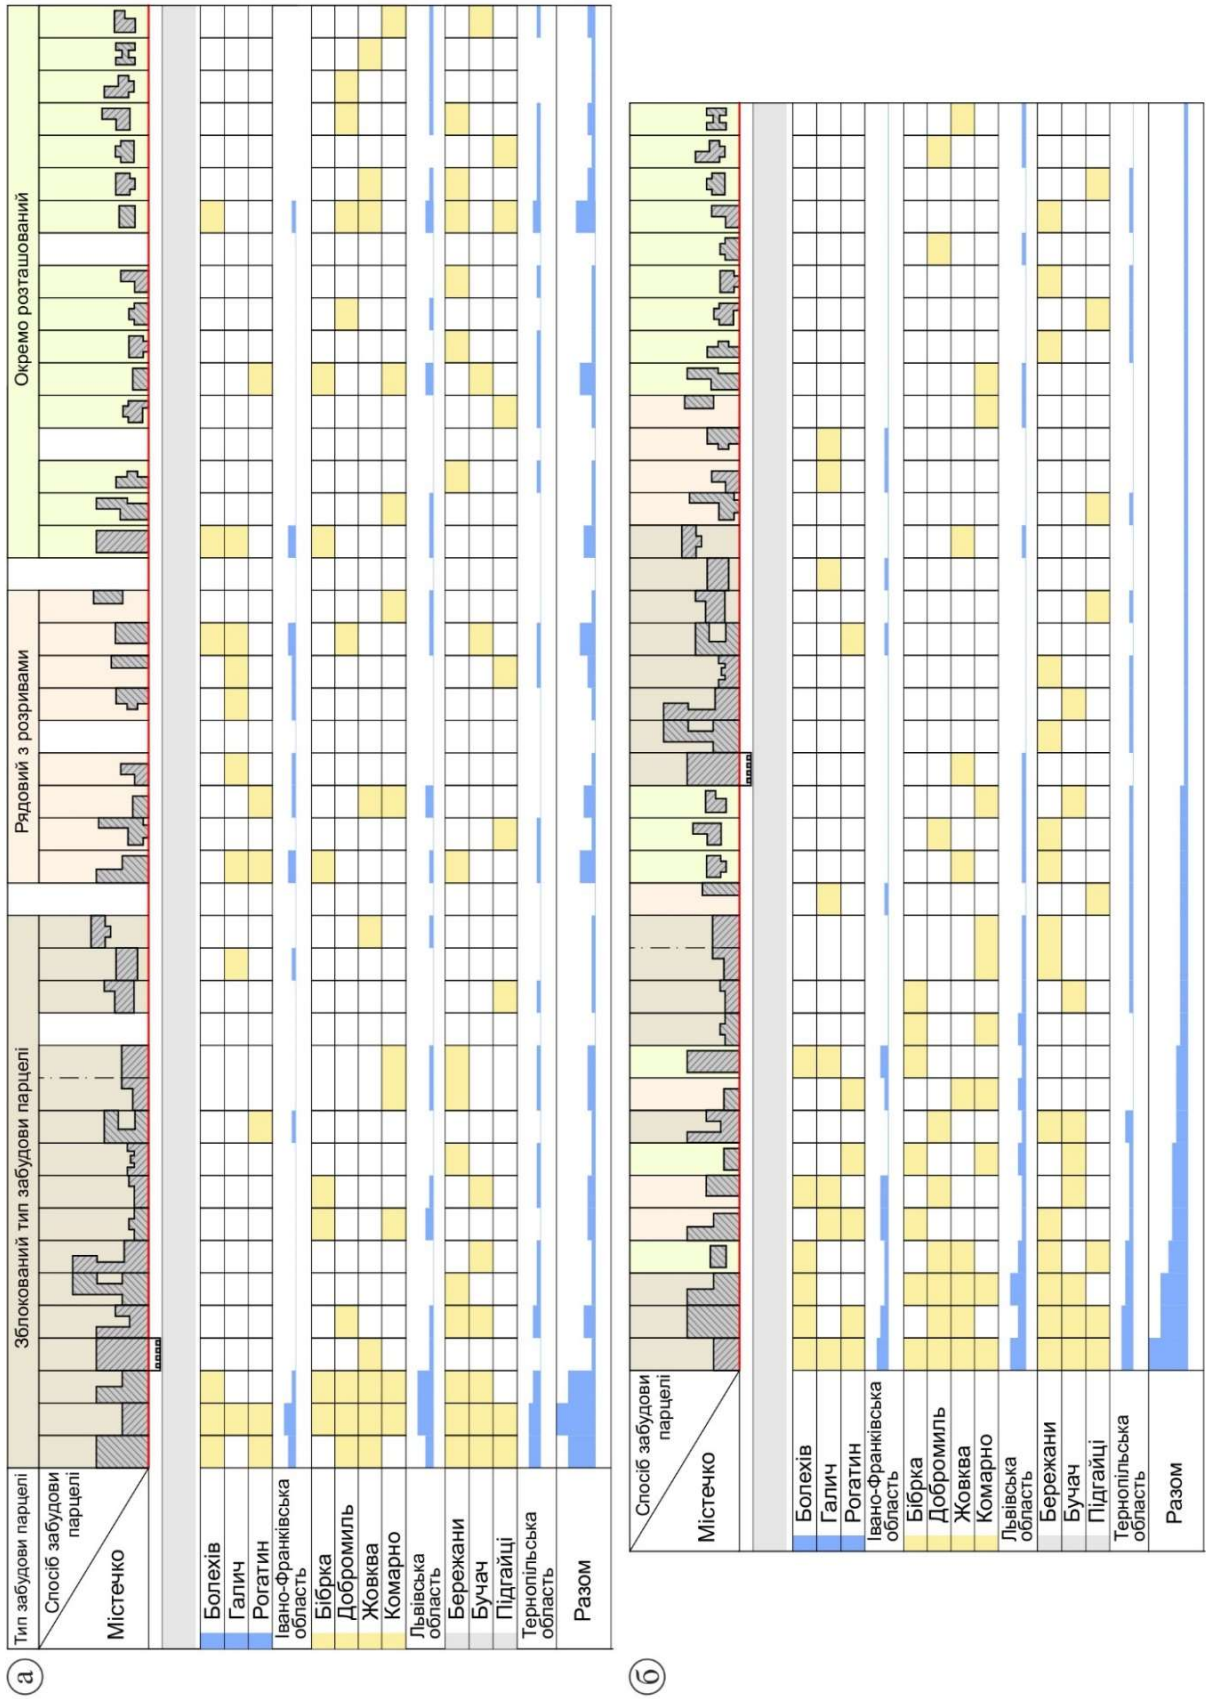 а
Тип забудови парцелі
Зблокований тип забудови парцелі
Рядовий з розривами
Окремо розташований
Спосіб забудови
парцелі
Містечко
Болехів
Галич
Рогатин
Івано-Франківська
область
Бібрка
Добромиль
Жовква
Комарно
Львівська
область
Бережани
Бучач
Підгайці
Тернопільська
область
Разом
б
Спосіб забудови
парцелі
Містечко
Болехів
Галич
Рогатин
Івано-Франківська
область
Бібрка
Добромиль
Жовква
Комарно
Львівська
область
Бережани
Бучач
Підгайці
Тернопільська
область
Разом